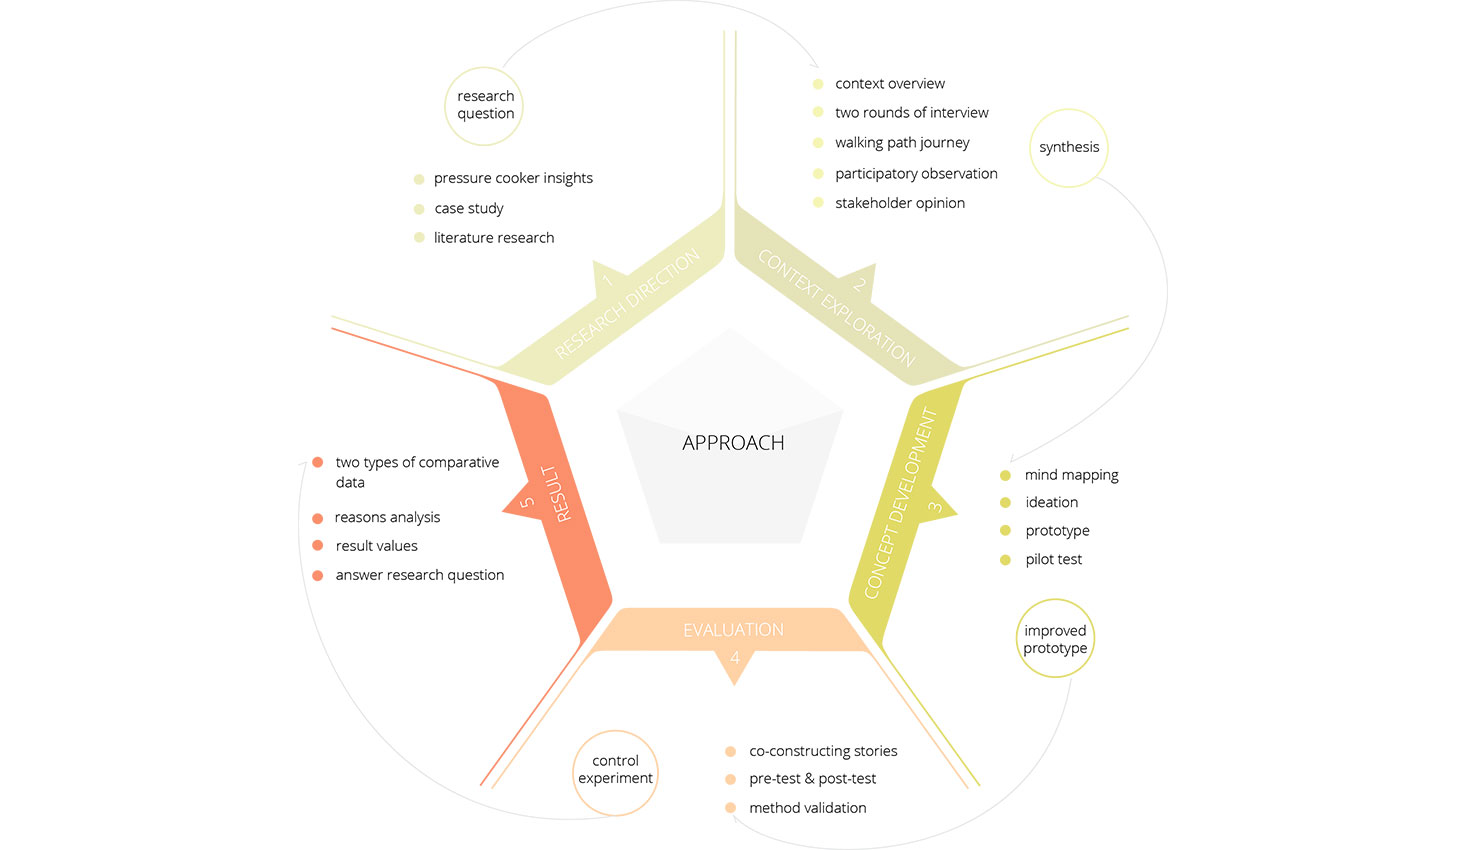 research
question
pressure cooker insights
case study
literature research
1
RESEARCH DIRECTION
context overview
two rounds of interview
walking path journey
participatory observation
stakeholder opinion
synthesis
2
CONTEXT EXPLORATION
APPROACH
3
CONCEPT DEVELOPMENT
mind mapping
ideation
prototype
pilot test
improved
prototype
EVALUATION
4
co-constructing stories
pre-test & post-test
method validation
control
experiment
5
RESULT
two types of comparative
data
reasons analysis
result values
answer research question